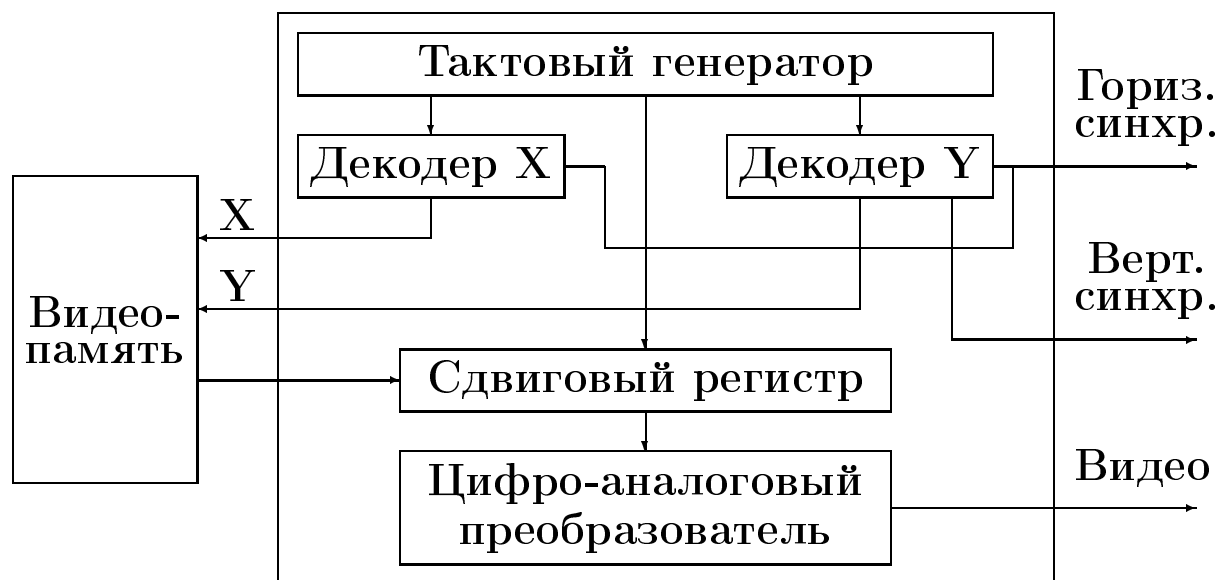 Тактовый генератор
Гориз.
синхр.
Декодер X
Декодер Y
X
Y
Верт.
синхр.
Видео-
память
Сдвиговый регистр
Цифро-аналоговый
преобразователь
Видео